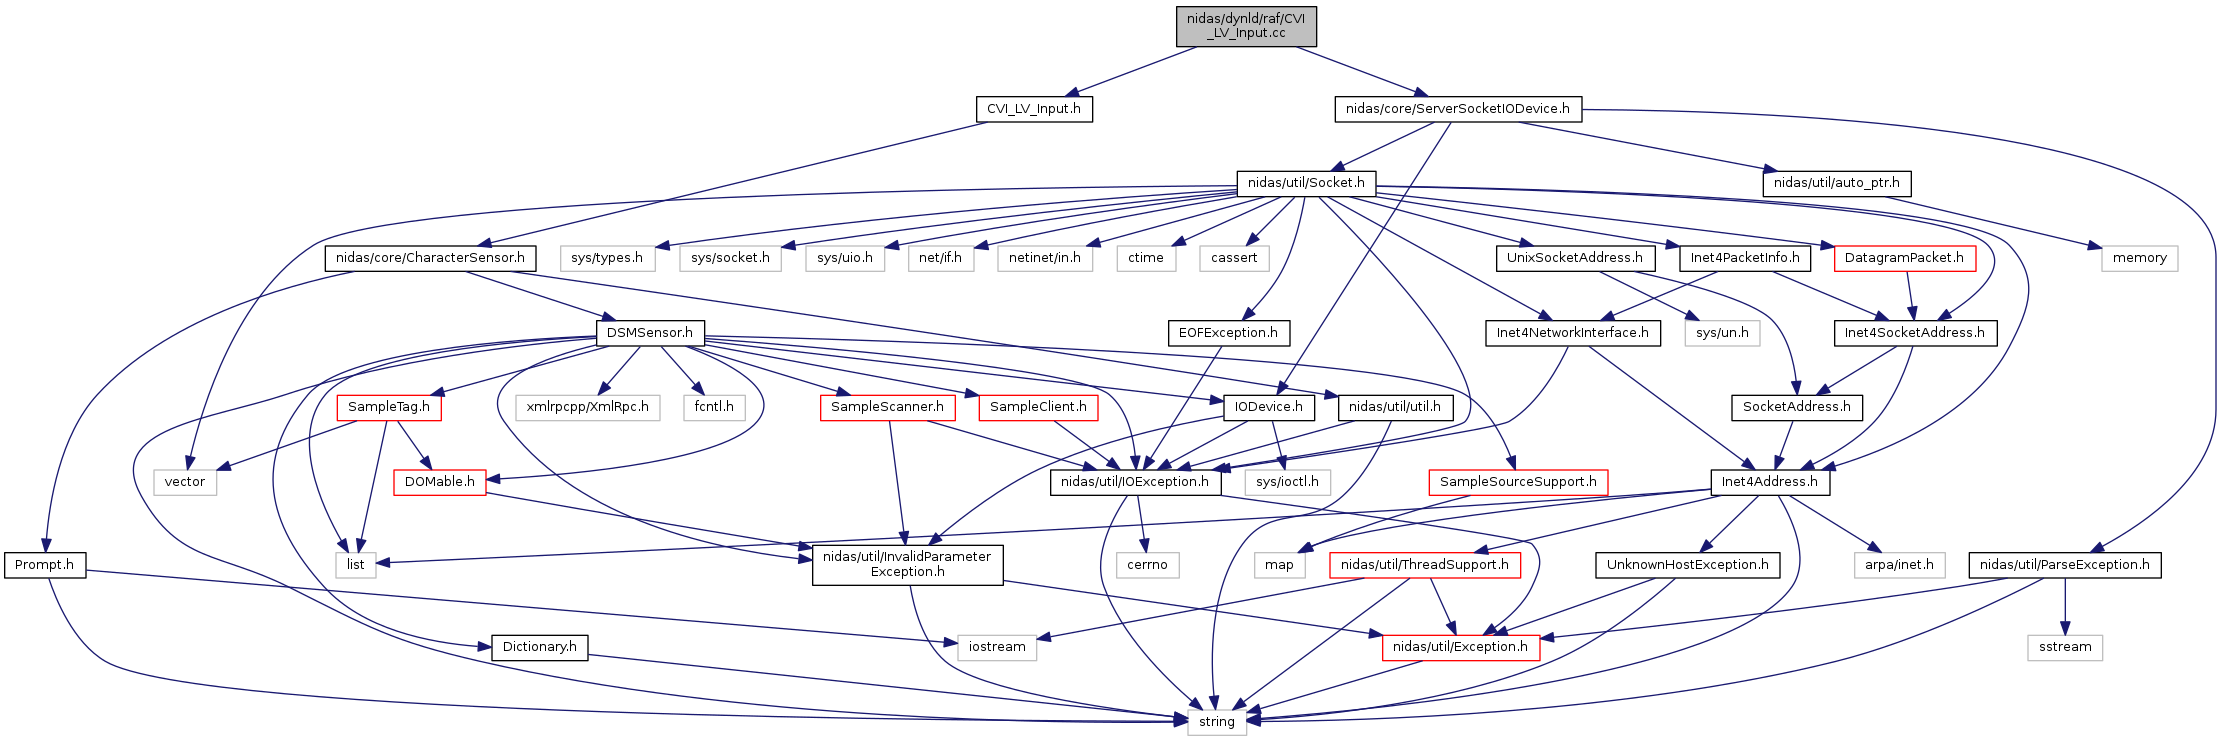 nidas/dynld/raf/CVI
_LV_Input.cc
CVI_LV_Input.h
nidas/core/ServerSocketIODevice.h
nidas/util/Socket.h
nidas/util/auto_ptr.h
nidas/core/CharacterSensor.h
sys/types.h
sys/socket.h
sys/uio.h
net/if.h
netinet/in.h
ctime
cassert
UnixSocketAddress.h
Inet4PacketInfo.h
DatagramPacket.h
memory
DSMSensor.h
EOFException.h
Inet4NetworkInterface.h
sys/un.h
Inet4SocketAddress.h
SampleTag.h
xmlrpcpp/XmlRpc.h
fcntl.h
SampleScanner.h
SampleClient.h
IODevice.h
nidas/util/util.h
SocketAddress.h
vector
DOMable.h
nidas/util/IOException.h
sys/ioctl.h
SampleSourceSupport.h
Inet4Address.h
Prompt.h
list
nidas/util/InvalidParameter
Exception.h
cerrno
map
nidas/util/ThreadSupport.h
UnknownHostException.h
arpa/inet.h
nidas/util/ParseException.h
Dictionary.h
iostream
nidas/util/Exception.h
sstream
string